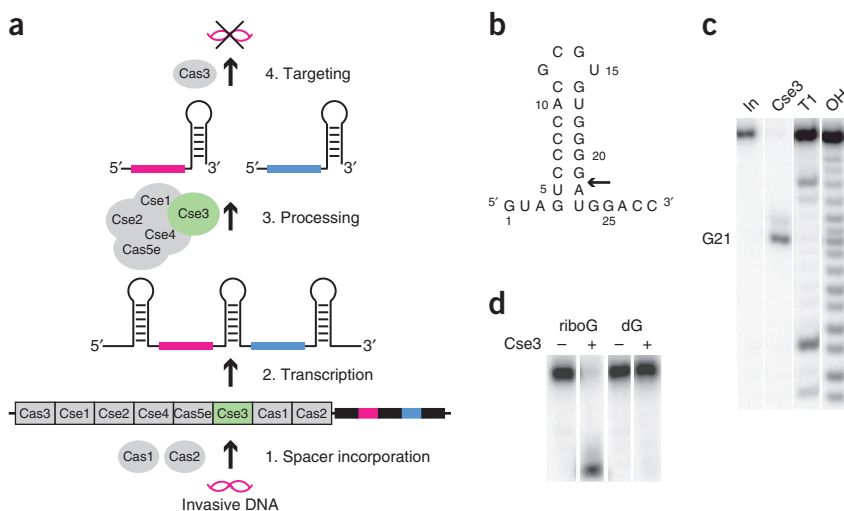 a
Cas3
4. Targeting
5′
3′
5′
3′
Cse1
Cse2
Cse3
Cse4
Cas5e
3. Processing
5′
3′
2. Transcription
Cas3 Cse1 Cse2 Cse4 Cas5e Cse3 Cas1 Cas2
Cas1 Cas2
1. Spacer incorporation
Invasive DNA
b
C G
G U 15
A G
10 C U
C G
C G
C G 20
C G
5 U A
5′ G U A G U G G A C C 3′
1 25
c
In Cse3 T1 OH
G21
d
riboG dG
Cse3 – + – +